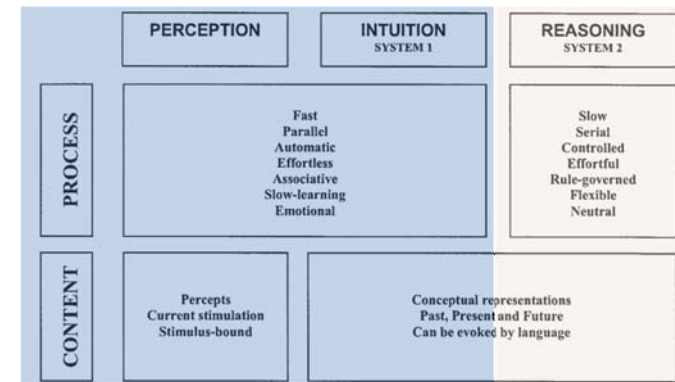 PERCEPTION
INTUITION
SYSTEM 1
REASONING
SYSTEM 2
PROCESS
Fast
Parallel
Automatic
Effortless
Associative
Slow-learning
Emotional
Slow
Serial
Controlled
Effortful
Rule-governed
Flexible
Neutral
CONTENT
Percepts
Current stimulation
Stimulus-bound
Conceptual representations
Past, Present and Future
Can be evoked by language